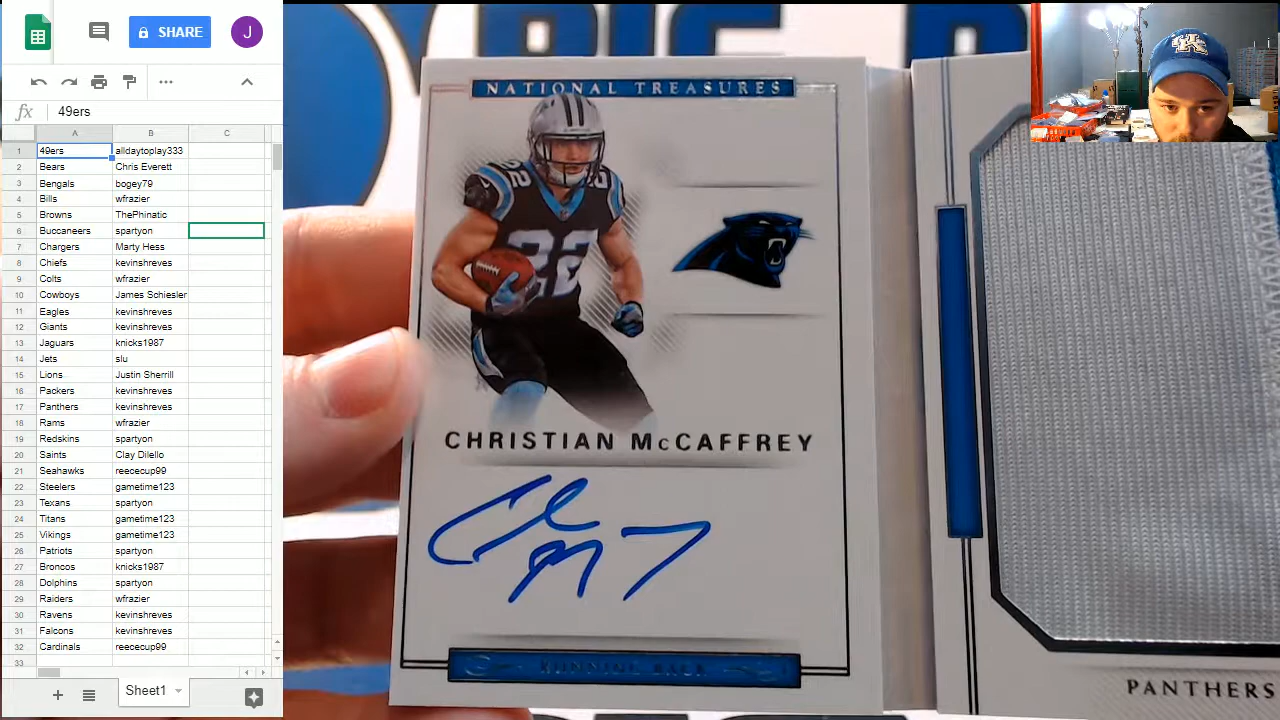 SHARE
J
fx 49ers
A B C
1 49ers alldaytoplay333
2 Bears Chris Everett
3 Bengals bogey79
4 Bills wfrazier
5 Browns ThePhinatic
6 Buccaneers spartyon
7 Chargers Marty Hess
8 Chiefs kevinshreves
9 Colts wfrazier
10 Cowboys James Schiesler
11 Eagles kevinshreves
12 Giants kevinshreves
13 Jaguars knicks1987
14 Jets slu
15 Lions Justin Sherrill
16 Packers kevinshreves
17 Panthers kevinshreves
18 Rams wfrazier
19 Redskins spartyon
20 Saints Clay Dilello
21 Seahawks reececup99
22 Steelers gametime123
23 Texans spartyon
24 Titans gametime123
25 Vikings gametime123
26 Patriots spartyon
27 Broncos knicks1987
28 Dolphins spartyon
29 Raiders wfrazier
30 Ravens kevinshreves
31 Falcons kevinshreves
32 Cardinals reececup99
33
Sheet1
NATIONAL TREASURES
22
22
22
CHRISTIAN McCAFFREY
RUNNING BACK
PANTHERS